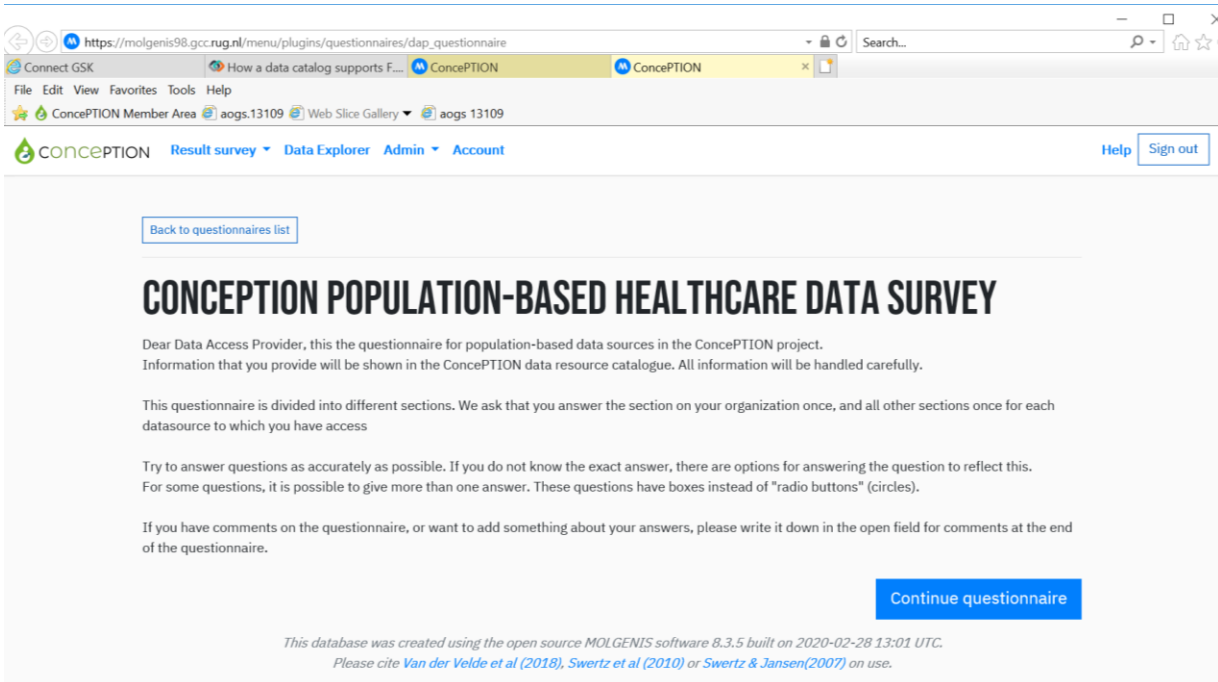 https://molgenis98.gcc.rug.nl/menu/plugins/questionnaires/dap_questionnaire
Search...
Connect GSK
How a data catalog supports F....
ConcePTION
ConcePTION
File Edit View Favorites Tools Help
ConcePTION Member Area aogs.13109 Web Slice Gallery aogs 13109
CONCEPTION Result survey Data Explorer Admin Account Help Sign out
Back to questionnaires list
CONCEPTION POPULATION-BASED HEALTHCARE DATA SURVEY
Dear Data Access Provider, this the questionnaire for population-based data sources in the ConcePTION project.
Information that you provide will be shown in the ConcePTION data resource catalogue. All information will be handled carefully.
This questionnaire is divided into different sections. We ask that you answer the section on your organization once, and all other sections once for each
datasource to which you have access
Try to answer questions as accurately as possible. If you do not know the exact answer, there are options for answering the question to reflect this.
For some questions, it is possible to give more than one answer. These questions have boxes instead of "radio buttons" (circles).
If you have comments on the questionnaire, or want to add something about your answers, please write it down in the open field for comments at the end
of the questionnaire.
Continue questionnaire
This database was created using the open source MOLGENIS software 8.3.5 built on 2020-02-28 13:01 UTC.
Please cite Van der Velde et al (2018), Swertz et al (2010) or Swertz & Jansen(2007) on use.